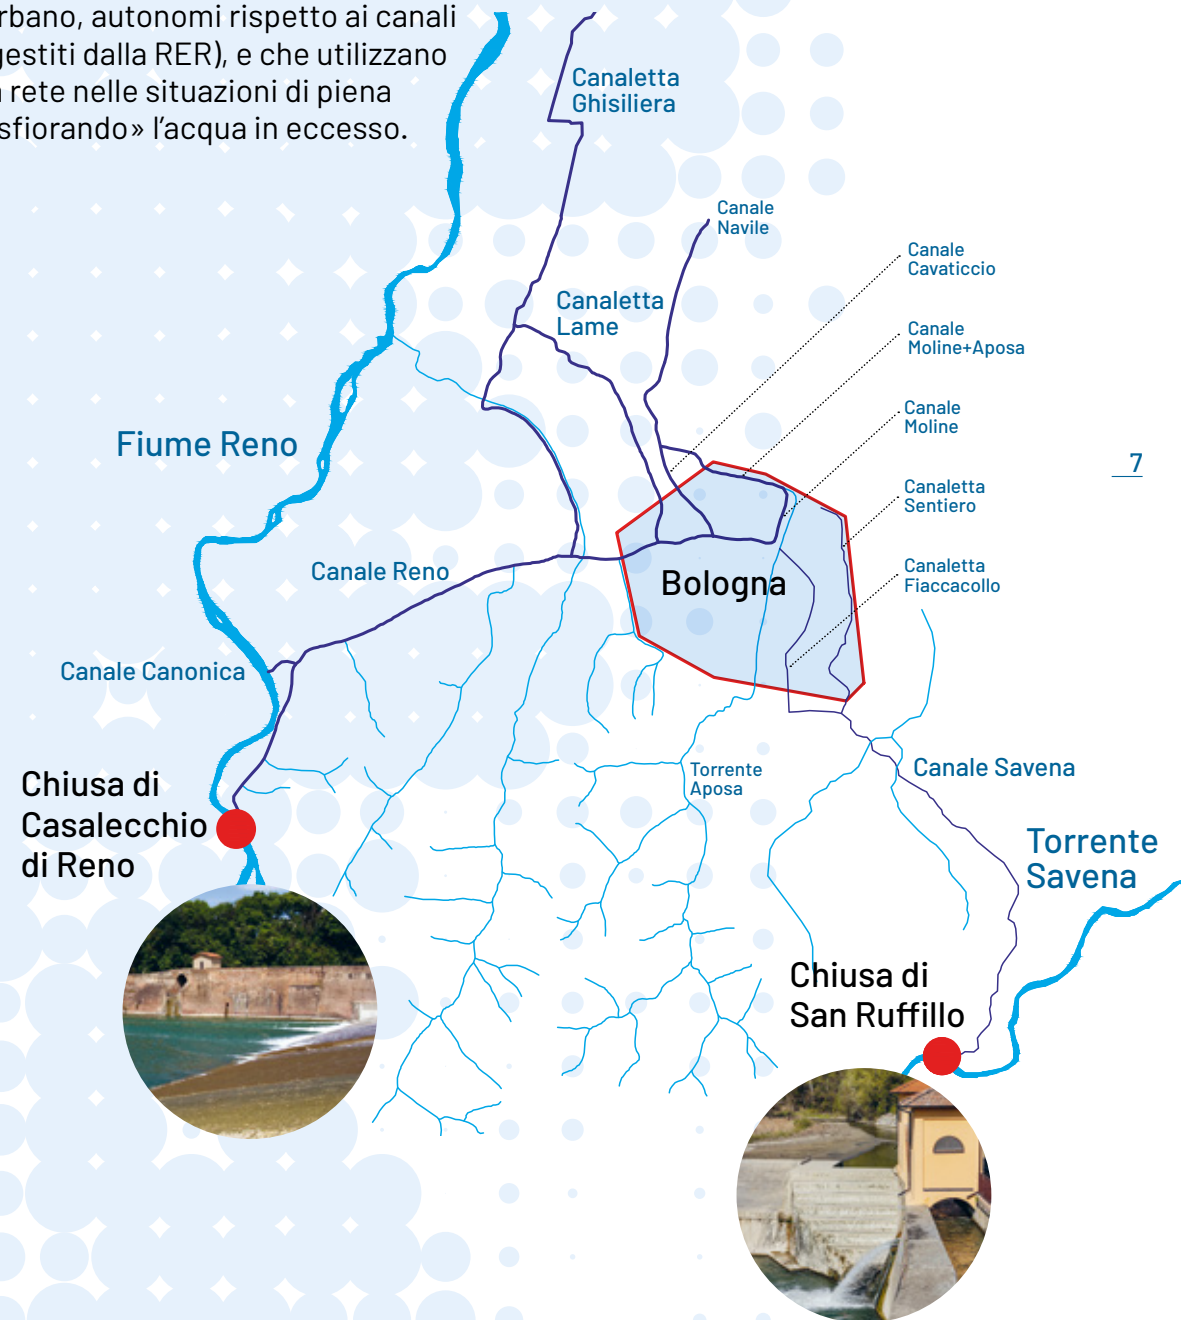 rbano, autonomi rispetto ai canali
gestiti dalla RER), e che utilizzano
rete nelle situazioni di piena
sfiorando» l’acqua in eccesso.
Canaletta
Ghisiliera
Canale
Navile
Canale
Cavaticcio
Canaletta
Lame
Canale
Moline+Aposa
Canale
Moline
Fiume Reno
7
Canaletta
Sentiero
Canale Reno
Bologna
Canaletta
Fiaccacollo
Canale Canonica
Chiusa di
Casalecchio
di Reno
Torrente
Aposa
Canale Savena
Torrente
Savena
Chiusa di
San Ruffillo